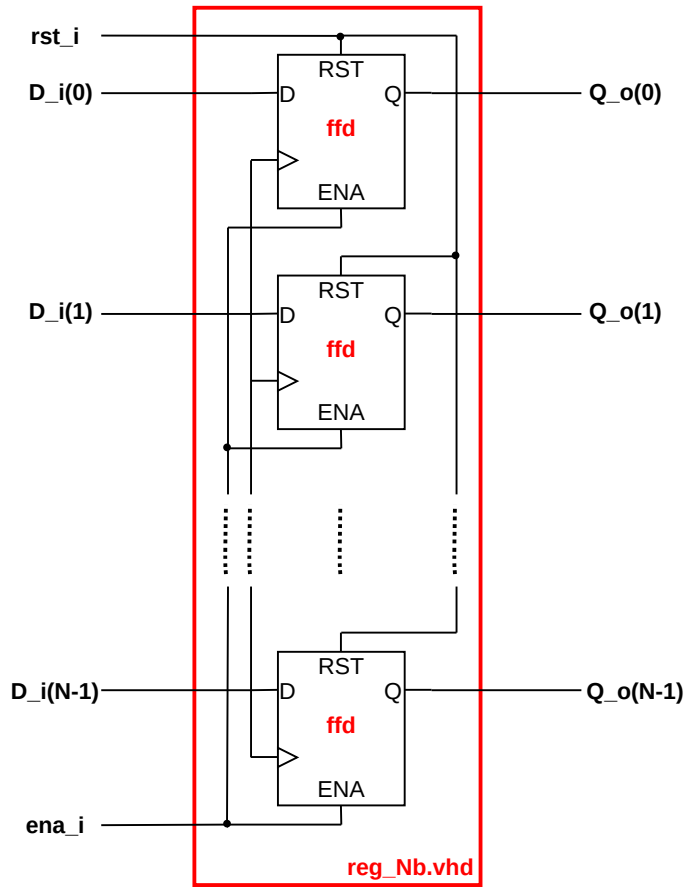 rst_i
RST
D_i(0)
D
Q
Q_o(0)
ffd
ENA
RST
D_i(1)
D
Q
Q_o(1)
ffd
ENA
RST
D_i(N-1)
D
Q
Q_o(N-1)
ffd
ENA
ena_i
reg_Nb.vhd